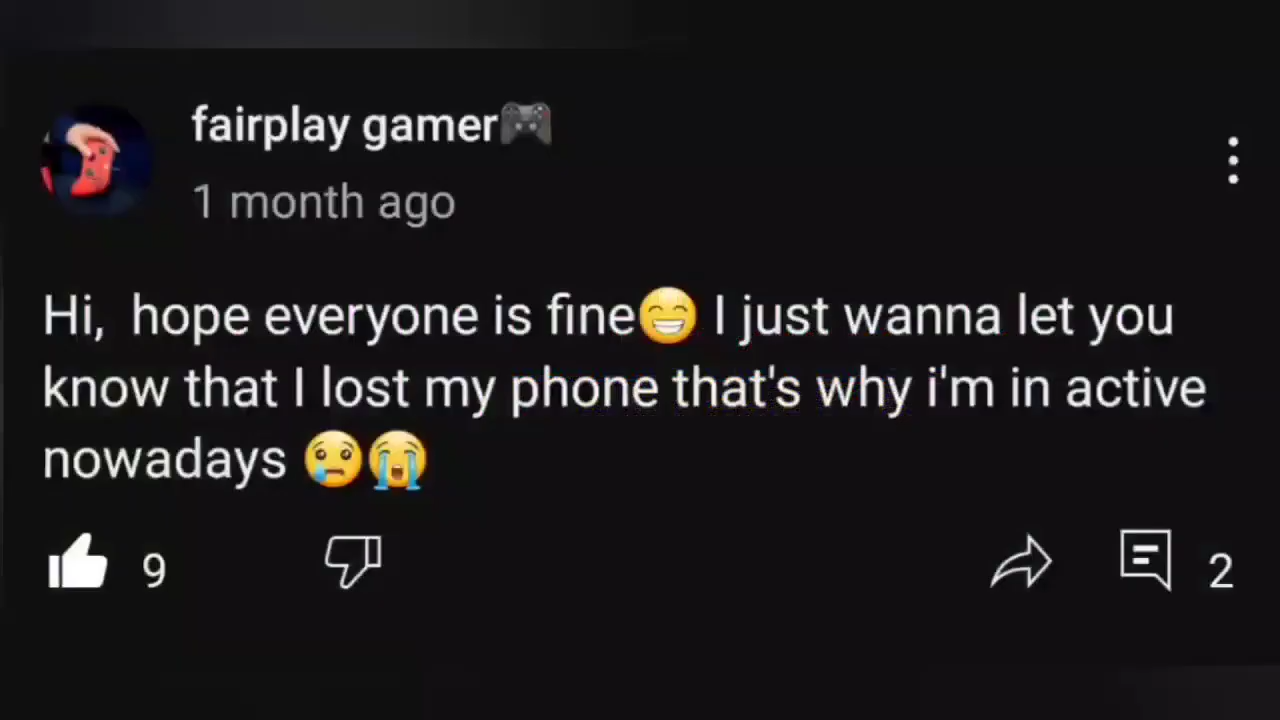 fairplay gamer🎮
1 month ago
Hi,  hope everyone is fine😁 I just wanna let you
know that I lost my phone that's why i'm in active
nowadays 😢😭
9
2